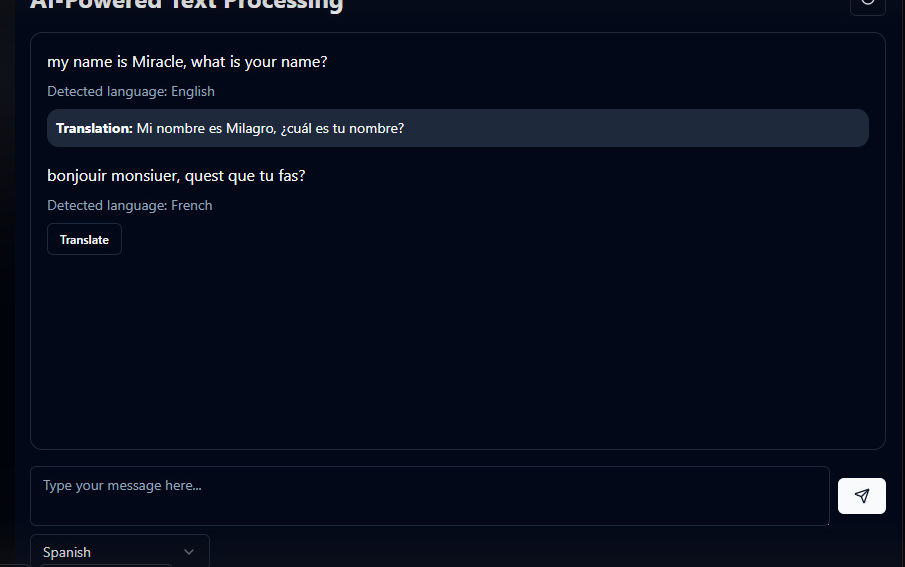 AI-Powered Text Processing
my name is Miracle, what is your name?
Detected language: English
Translation: Mi nombre es Milagro, ¿cuál es tu nombre?
bonjouir monsiuer, quest que tu fas?
Detected language: French
Translate
Type your message here...
Spanish